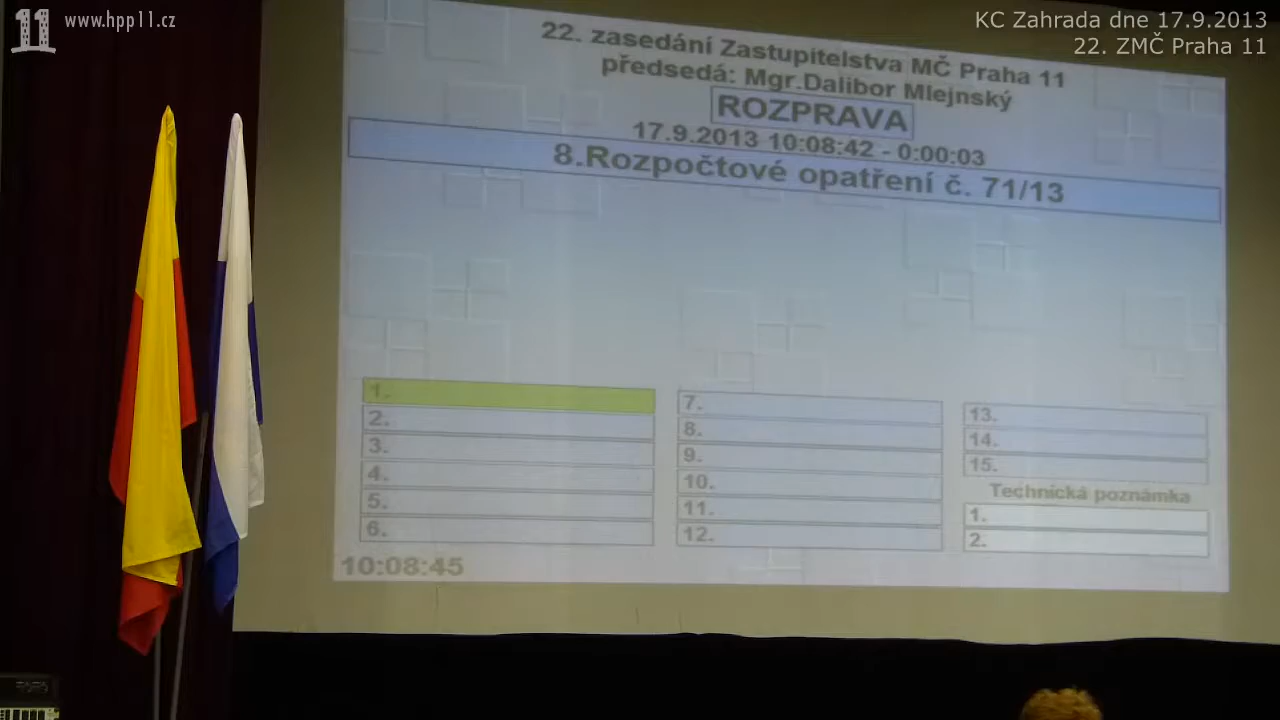 11 www.hpp11.cz
KC Zahrada dne 17.9.2013
22. ZMČ Praha 11
22. zasedání Zastupitelstva MČ Praha 11
předsedá: Mgr.Dalibor Mlejnský
ROZPRAVA
17.9.2013 10:08:42 - 0:00:03
8.Rozpočtové opatření č. 71/13
1.
2.
3.
4.
5.
6.
7.
8.
9.
10.
11.
12.
13.
14.
15.
Technická poznámka
1.
2.
10:08:45